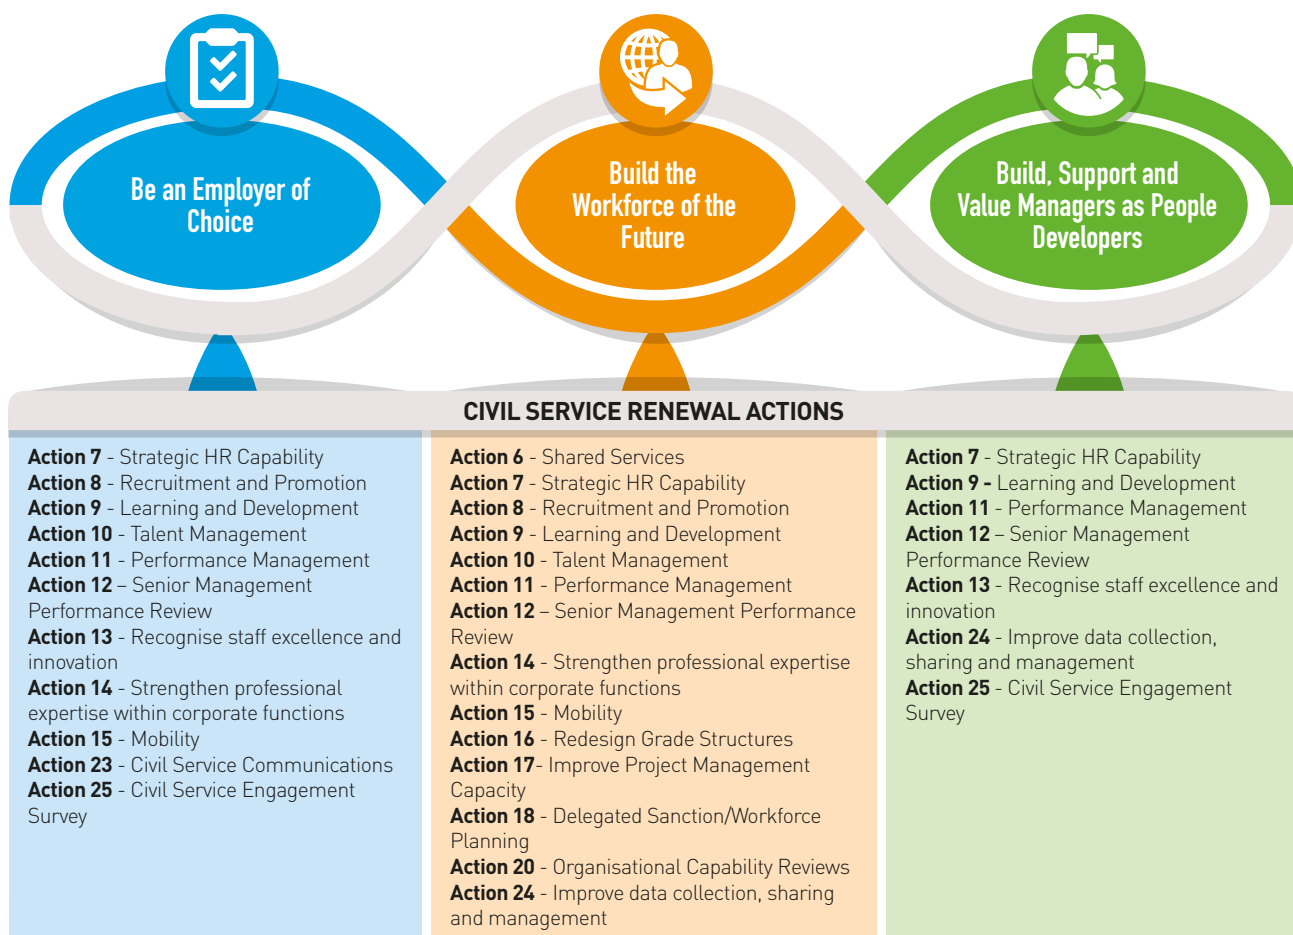 Be an Employer of
Choice
Build the
Workforce of the
Future
Build, Support and
Value Managers as People
Developers
CIVIL SERVICE RENEWAL ACTIONS
Action 7 - Strategic HR Capability
Action 8 - Recruitment and Promotion
Action 9 - Learning and Development
Action 10 - Talent Management
Action 11 - Performance Management
Action 12 – Senior Management
Performance Review
Action 13 - Recognise staff excellence and
innovation
Action 14 - Strengthen professional
expertise within corporate functions
Action 15 - Mobility
Action 23 - Civil Service Communications
Action 25 - Civil Service Engagement
Survey
Action 6 - Shared Services
Action 7 - Strategic HR Capability
Action 8 - Recruitment and Promotion
Action 9 - Learning and Development
Action 10 - Talent Management
Action 11 - Performance Management
Action 12 – Senior Management Performance
Review
Action 14 - Strengthen professional expertise
within corporate functions
Action 15 - Mobility
Action 16 - Redesign Grade Structures
Action 17- Improve Project Management
Capacity
Action 18 - Delegated Sanction/Workforce
Planning
Action 20 - Organisational Capability Reviews
Action 24 - Improve data collection, sharing
and management
Action 7 - Strategic HR Capability
Action 9 - Learning and Development
Action 11 - Performance Management
Action 12 – Senior Management
Performance Review
Action 13 - Recognise staff excellence and
innovation
Action 24 - Improve data collection,
sharing and management
Action 25 - Civil Service Engagement
Survey